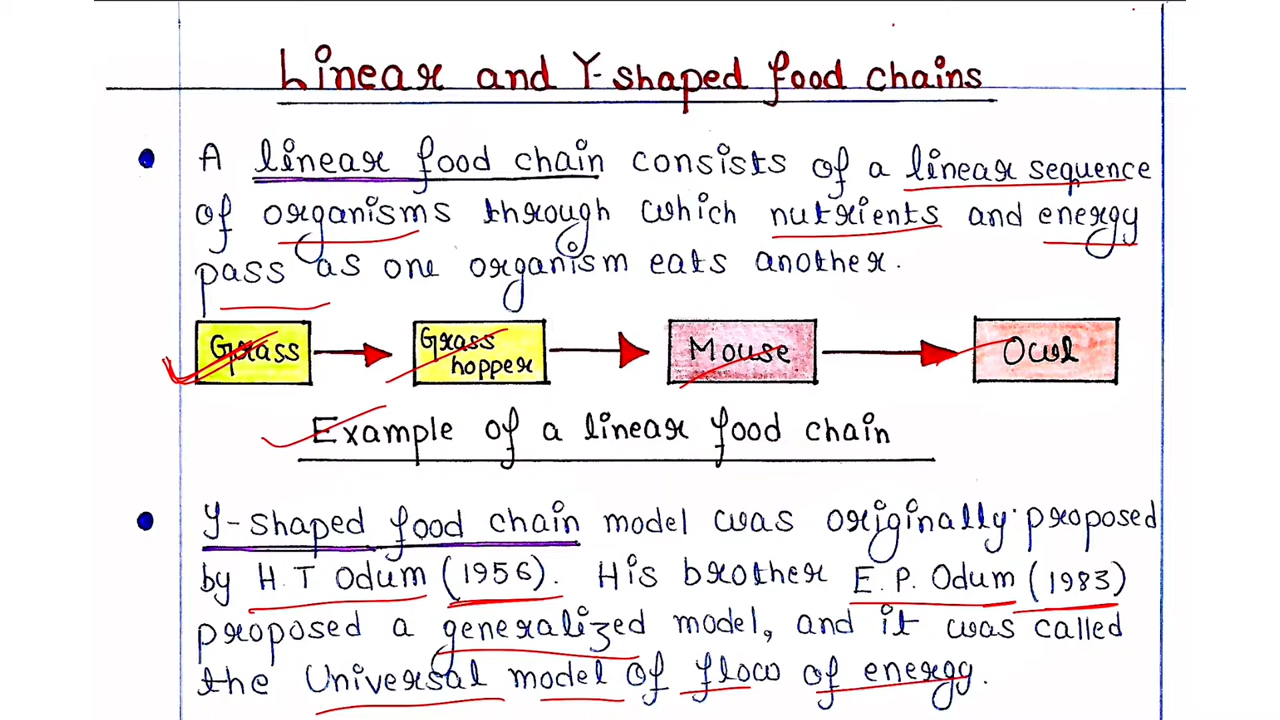 Linear and Y-shaped food chains
A linear food chain consists of a linear sequence
of organisms through which nutrients and energy
pass as one organism eats another.
Grass
Grass
hopper
Mouse
Owl
Example of a linear food chain
Y-shaped food chain model was originally proposed
by H.T Odum (1956). His brother E.P. Odum (1983)
proposed a generalized model, and it was called
the Universal model of flow of energy.